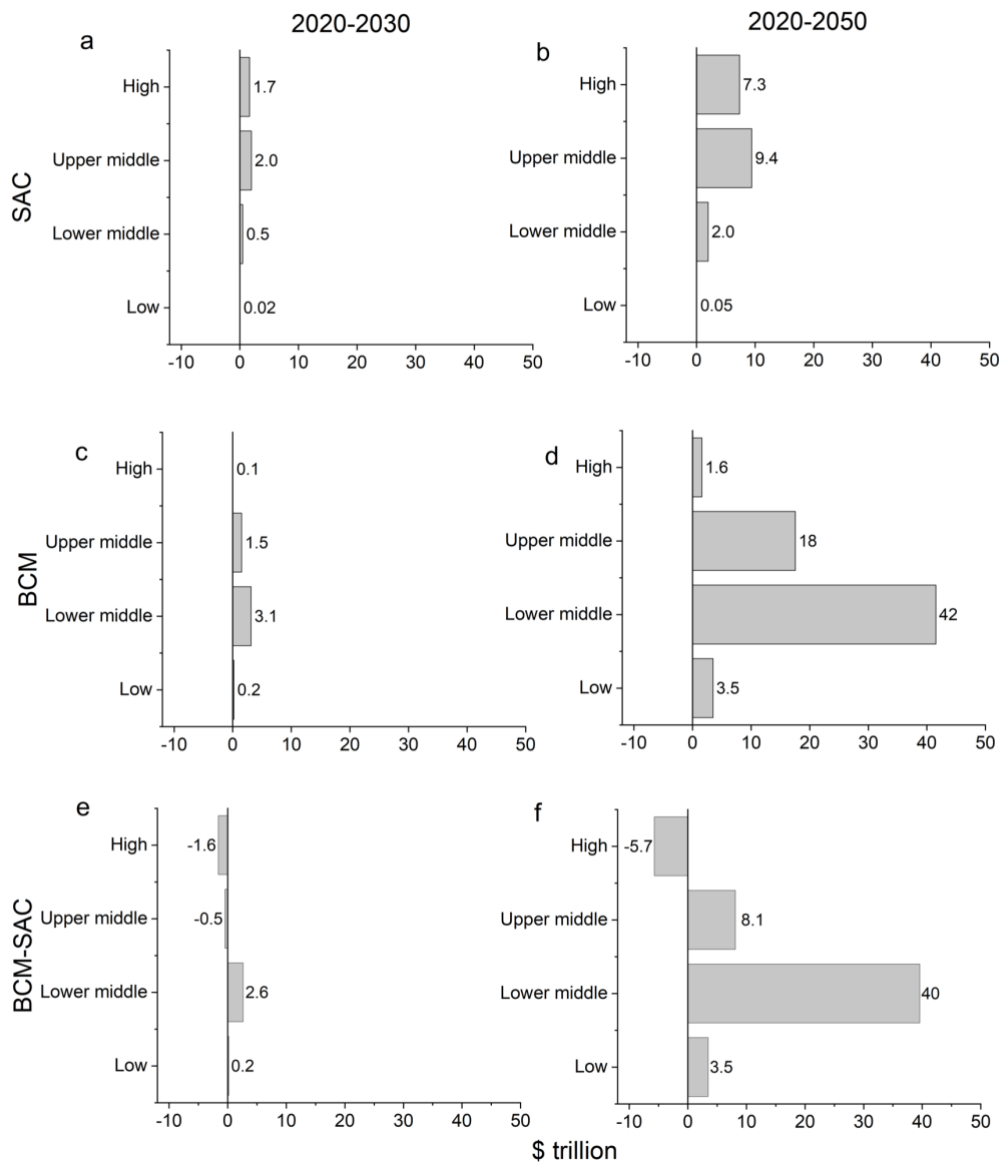 2020-2030
2020-2050
SAC
a
High
1.7
Upper middle
2.0
Lower middle
0.5
Low
0.02
-10 0 10 20 30 40 50
b
High
7.3
Upper middle
9.4
Lower middle
2.0
Low
0.05
-10 0 10 20 30 40 50
BCM
c
High
0.1
Upper middle
1.5
Lower middle
3.1
Low
0.2
-10 0 10 20 30 40 50
d
High
1.6
Upper middle
18
Lower middle
42
Low
3.5
-10 0 10 20 30 40 50
BCM-SAC
e
High
-1.6
Upper middle
-0.5
Lower middle
2.6
Low
0.2
-10 0 10 20 30 40 50
f
High
-5.7
Upper middle
8.1
Lower middle
40
Low
3.5
-10 0 10 20 30 40 50
$ trillion